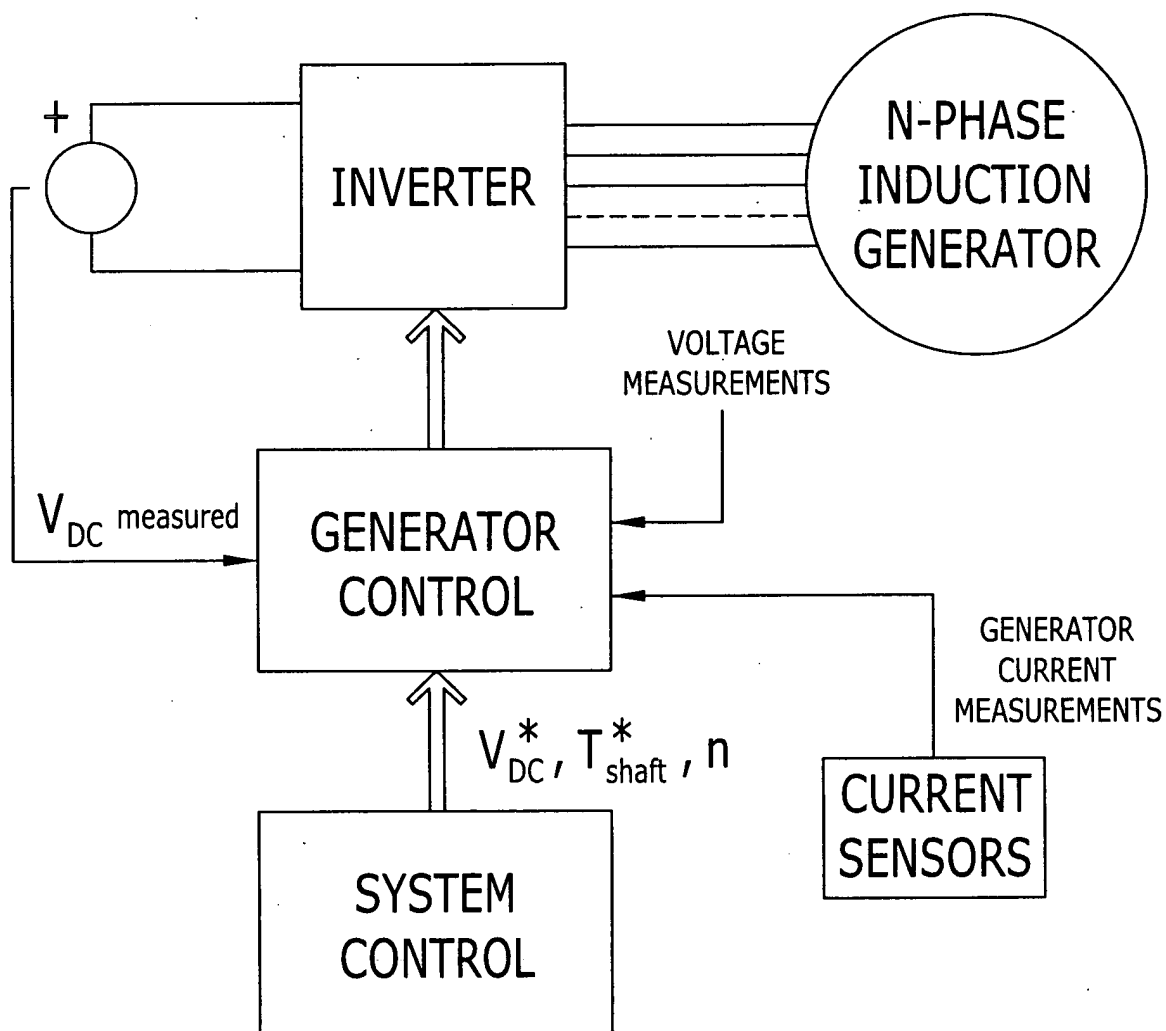 +
INVERTER
N-PHASE
INDUCTION
GENERATOR
VOLTAGE
MEASUREMENTS
V_DC measured
GENERATOR
CONTROL
GENERATOR
CURRENT
MEASUREMENTS
V*_DC, T*_shaft, n
CURRENT
SENSORS
SYSTEM
CONTROL